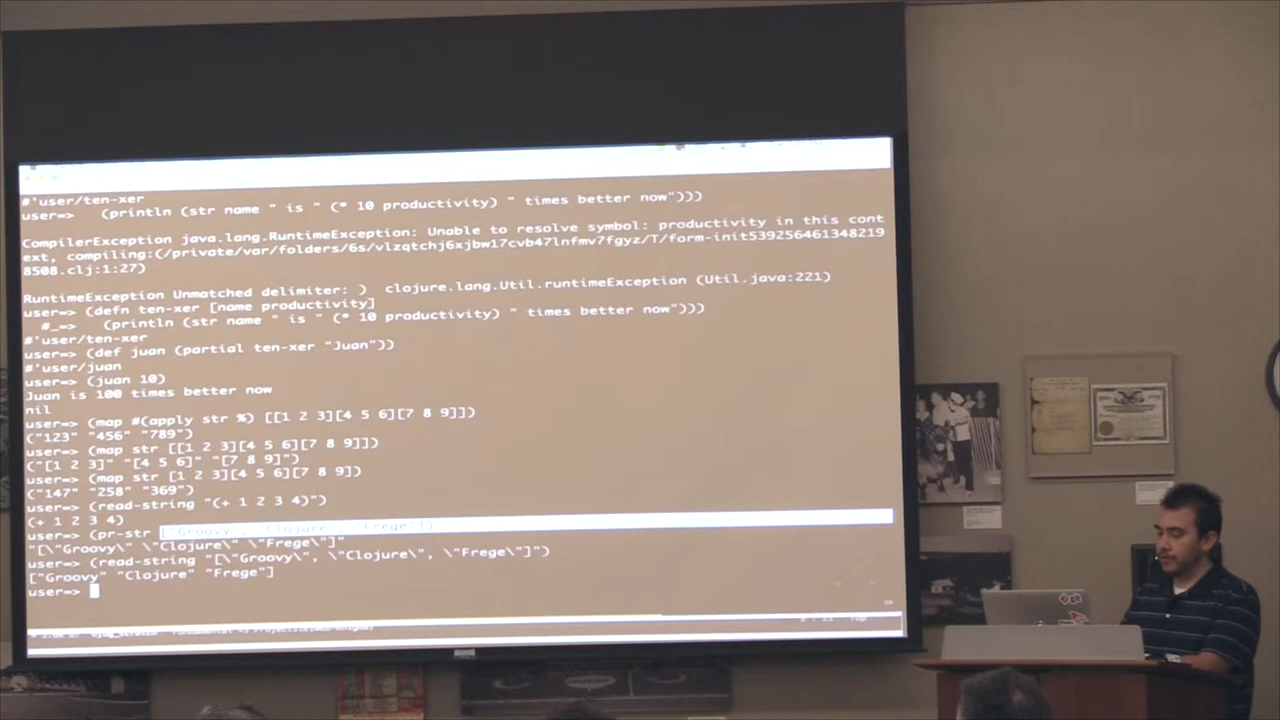 #'user/ten-xer
user=>   (println (str name " is " (* 10 productivity) " times better now")))
CompilerException java.lang.RuntimeException: Unable to resolve symbol: productivity in this cont
ext, compiling:(/private/var/folders/6s/vlzqtchj6xjbw17cvb47lnfmv7fgyz/T/form-init539256461348219
8508.clj:1:27)
RuntimeException Unmatched delimiter: )  clojure.lang.Util.runtimeException (Util.java:221)
user=> (defn ten-xer [name productivity]
  #_=>   (println (str name " is " (* 10 productivity) " times better now")))
#'user/ten-xer
user=> (def juan (partial ten-xer "Juan"))
#'user/juan
user=> (juan 10)
Juan is 100 times better now
nil
user=> (map #(apply str %) [[1 2 3][4 5 6][7 8 9]])
("123" "456" "789")
user=> (map str [[1 2 3][4 5 6][7 8 9]])
("[1 2 3]" "[4 5 6]" "[7 8 9]")
user=> (map str [1 2 3][4 5 6][7 8 9])
("147" "258" "369")
user=> (read-string "(+ 1 2 3 4)")
(+ 1 2 3 4)
user=> (pr-str ["Groovy", "Clojure", "Frege"])
"[\"Groovy\" \"Clojure\" \"Frege\"]"
user=> (read-string "[\"Groovy\", \"Clojure\", \"Frege\"]")
["Groovy" "Clojure" "Frege"]
user=>